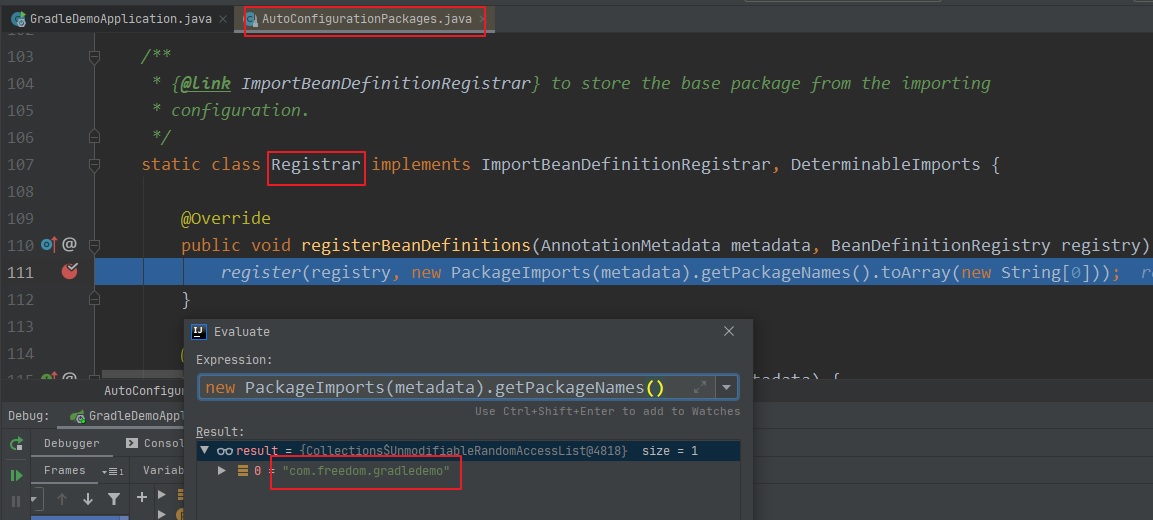 GradleDemoApplication.java × AutoConfigurationPackages.java ×
103 /**
104 * {@link ImportBeanDefinitionRegistrar} to store the base package from the importing
105 * configuration.
106 */
107 static class Registrar implements ImportBeanDefinitionRegistrar, DeterminableImports {
108
109 @Override
110 @ public void registerBeanDefinitions(AnnotationMetadata metadata, BeanDefinitionRegistry registry)
111 register(registry, new PackageImports(metadata).getPackageNames().toArray(new String[0]));
112 }
113
114
Evaluate
Expression:
new PackageImports(metadata).getPackageNames()
Use Ctrl+Shift+Enter to add to Watches
Result:
result = {Collections$UnmodifiableRandomAccessList@4818} size = 1
0 = "com.freedom.gradledemo"
AutoConfigu
Debug: GradleDemoAppl
Debugger Consol
Frames Variab